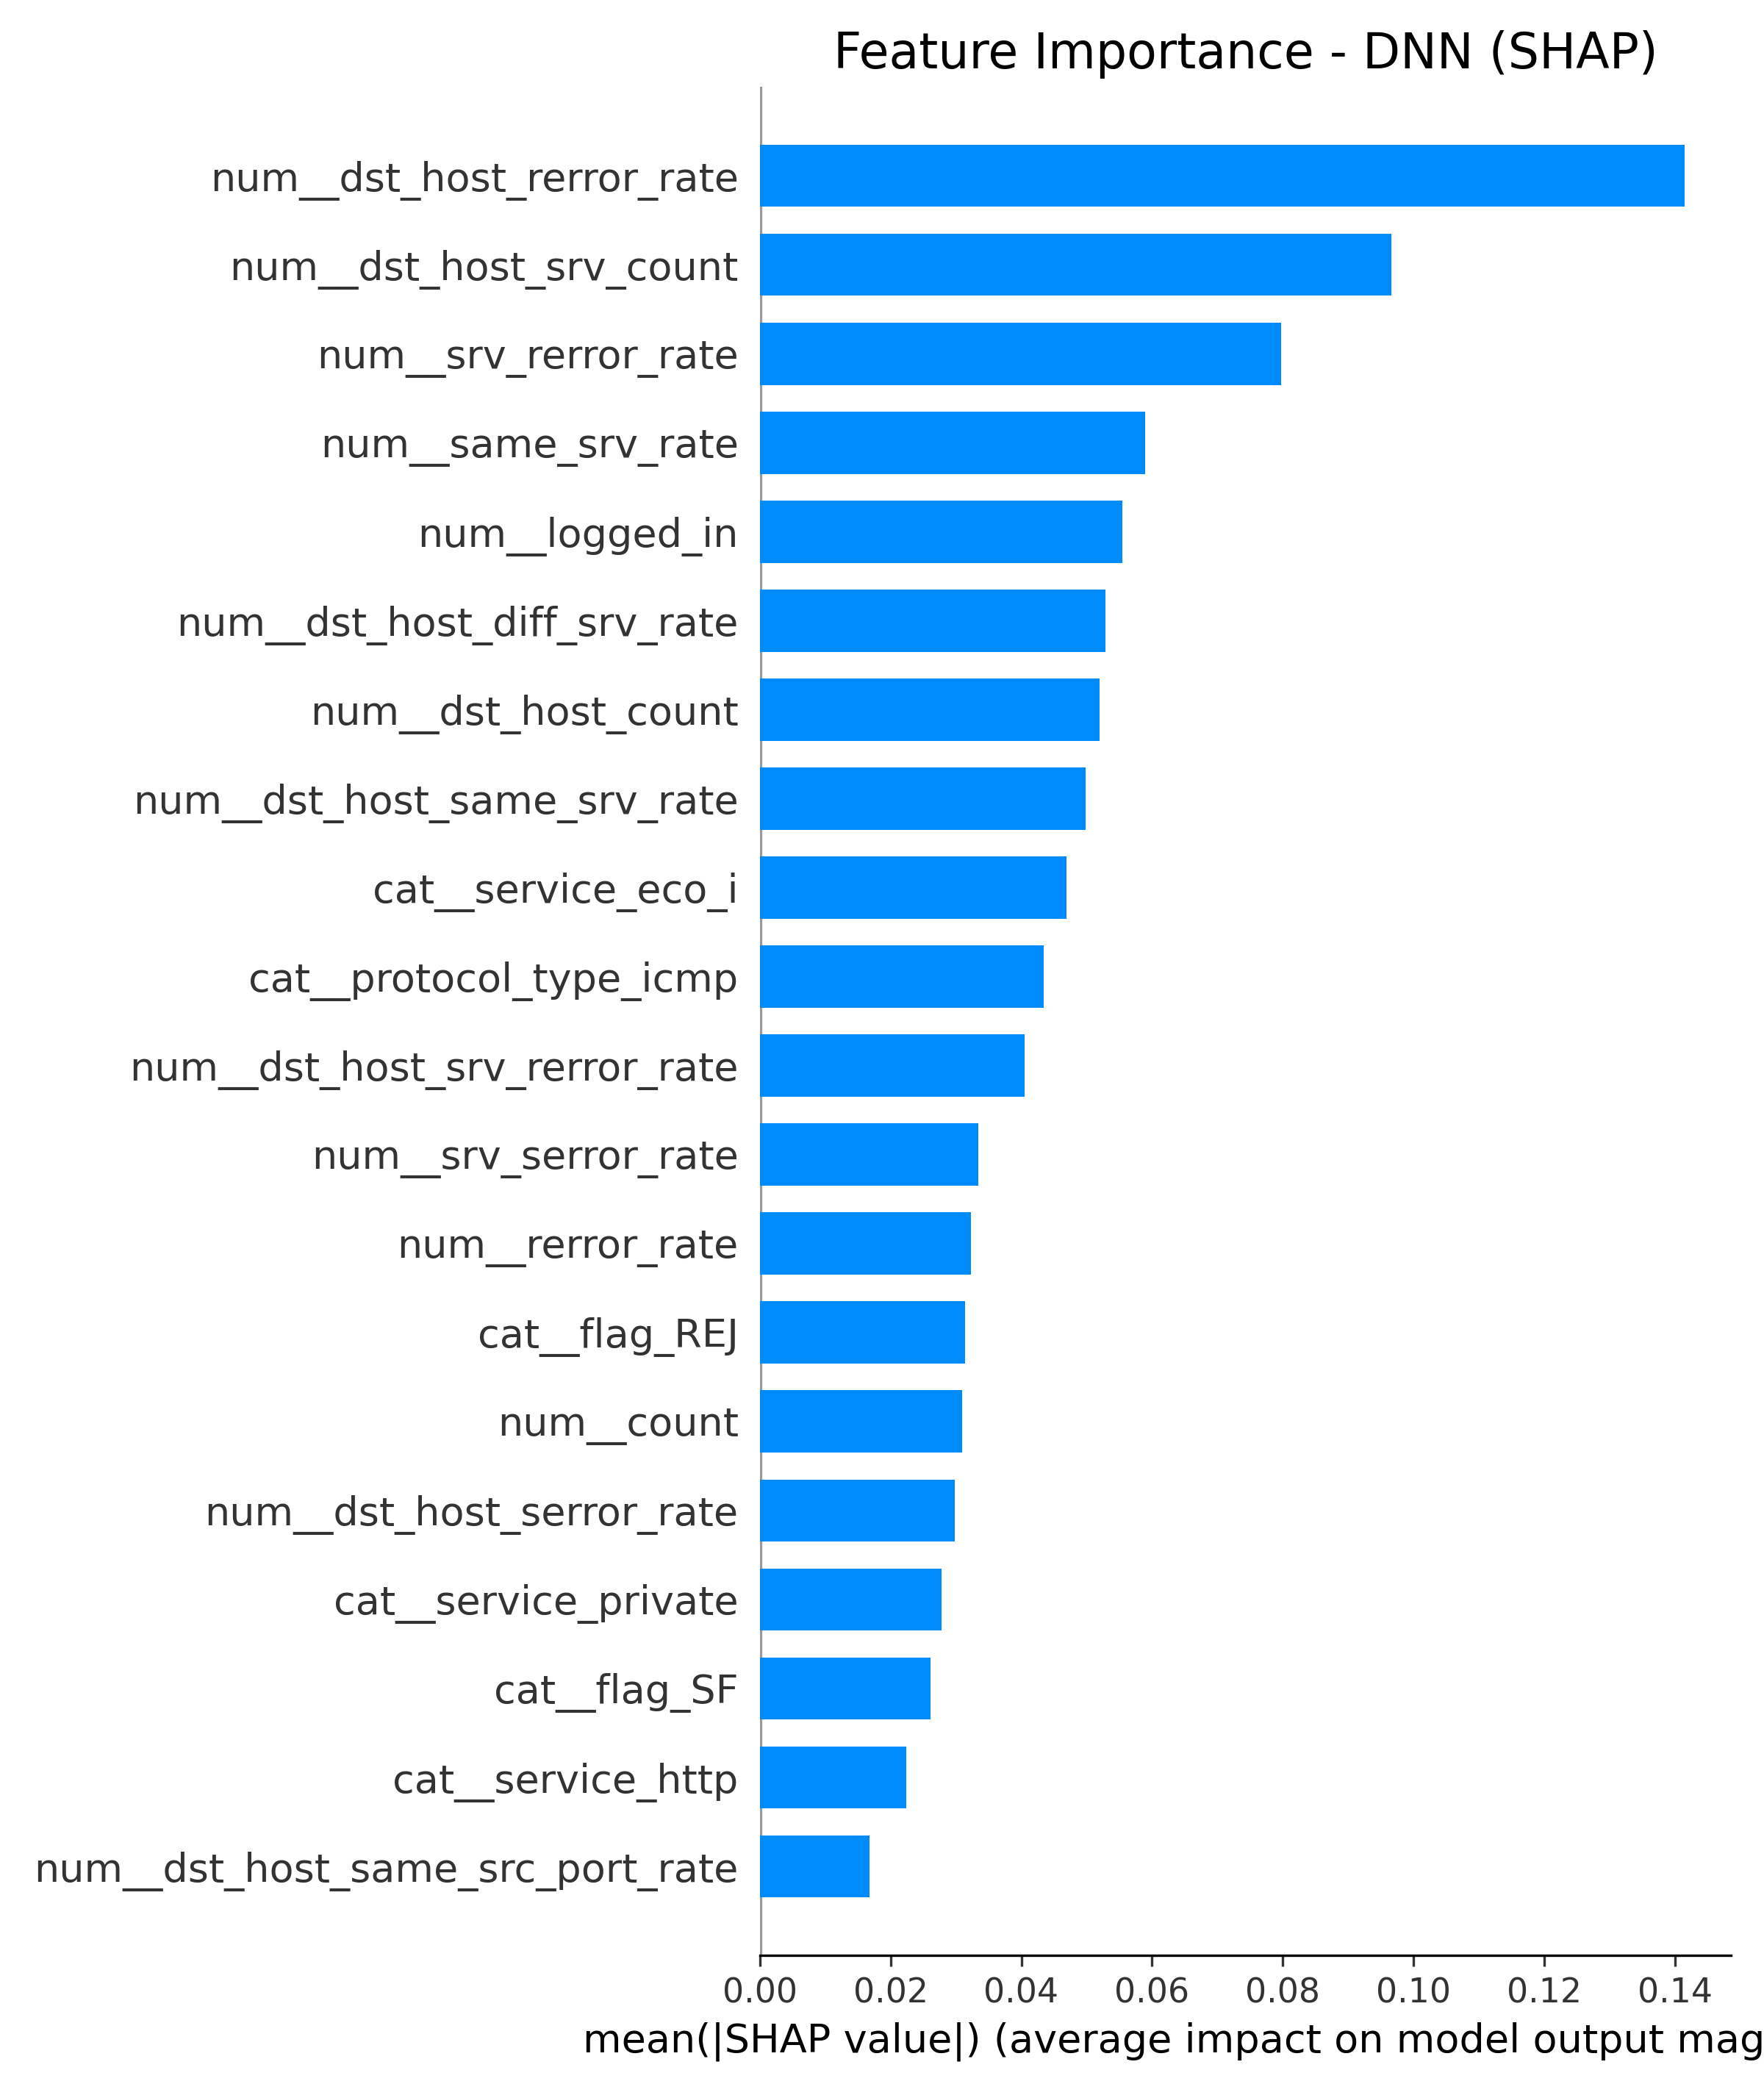 Feature Importance - DNN (SHAP)
num__dst_host_rerror_rate
num__dst_host_srv_count
num__srv_rerror_rate
num__same_srv_rate
num__logged_in
num__dst_host_diff_srv_rate
num__dst_host_count
num__dst_host_same_srv_rate
cat__service_eco_i
cat__protocol_type_icmp
num__dst_host_srv_rerror_rate
num__srv_serror_rate
num__rerror_rate
cat__flag_REJ
num__count
num__dst_host_serror_rate
cat__service_private
cat__flag_SF
cat__service_http
num__dst_host_same_src_port_rate
0.00 0.02 0.04 0.06 0.08 0.10 0.12 0.14
mean(|SHAP value|) (average impact on model output mag